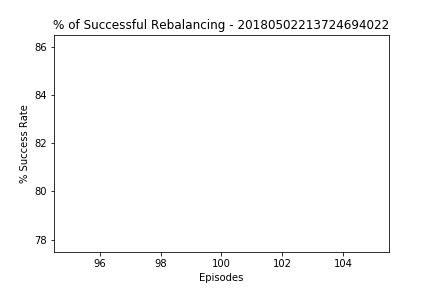 % of Successful Rebalancing - 20180502213724694022
86
84
82
80
78
% Success Rate
96 98 100 102 104
Episodes